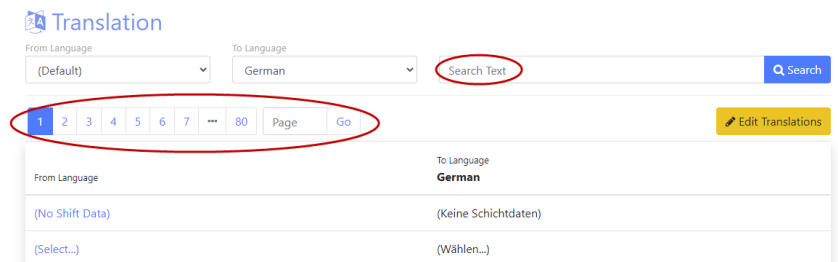 Translation
From Language To Language
(Default) German Search Text Search
1 2 3 4 5 6 7 ••• 80 Page Go Edit Translations
To Language
From Language German
(No Shift Data) (Keine Schichtdaten)
(Select...) (Wählen...)